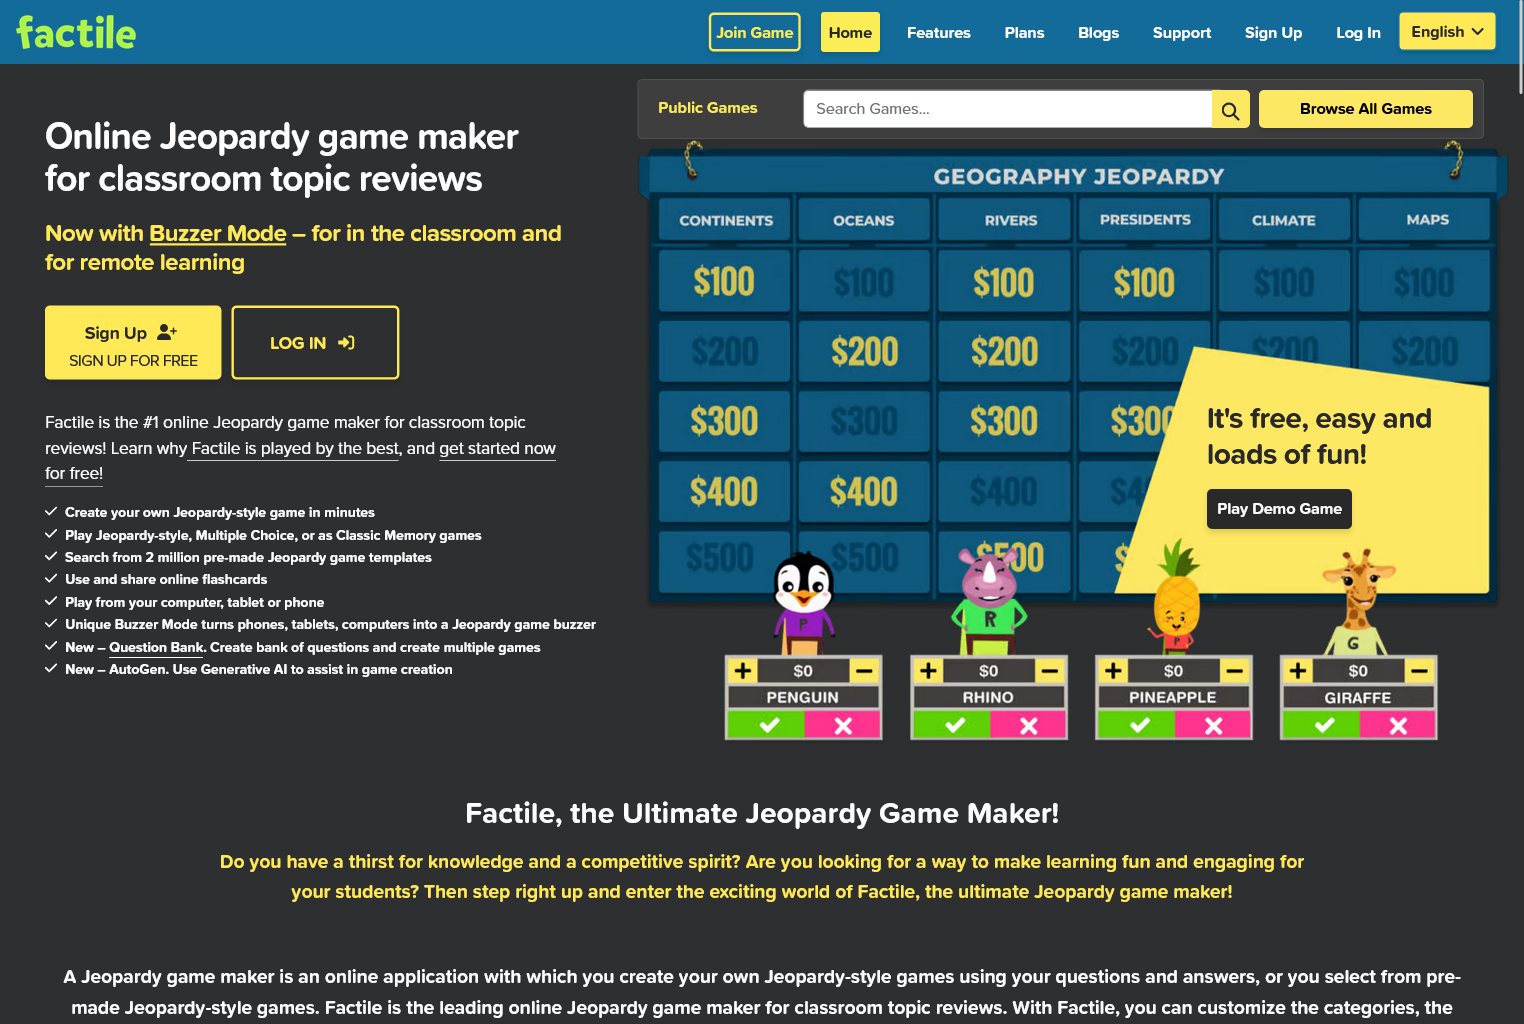 factile
Join Game
Home
Features
Plans
Blogs
Support
Sign Up
Log In
English
Public Games
Search Games...
Browse All Games
Online Jeopardy game maker
for classroom topic reviews
Now with Buzzer Mode – for in the classroom and
for remote learning
Sign Up
SIGN UP FOR FREE
LOG IN
Factile is the #1 online Jeopardy game maker for classroom topic
reviews! Learn why Factile is played by the best, and get started now
for free!
Create your own Jeopardy-style game in minutes
Play Jeopardy-style, Multiple Choice, or as Classic Memory games
Search from 2 million pre-made Jeopardy game templates
Use and share online flashcards
Play from your computer, tablet or phone
Unique Buzzer Mode turns phones, tablets, computers into a Jeopardy game buzzer
New – Question Bank. Create bank of questions and create multiple games
New – AutoGen. Use Generative AI to assist in game creation
GEOGRAPHY JEOPARDY
CONTINENTS OCEANS RIVERS PRESIDENTS CLIMATE MAPS
$100 $100 $100 $100 $100 $100
$200 $200 $200 $200 $200 $200
$300 $300 $300 $300
$400 $400 $400 $4
$500 $500 $500 $
It's free, easy and
loads of fun!
Play Demo Game
P R P G
+ $0 − + $0 − + $0 − + $0 −
PENGUIN RHINO PINEAPPLE GIRAFFE
Factile, the Ultimate Jeopardy Game Maker!
Do you have a thirst for knowledge and a competitive spirit? Are you looking for a way to make learning fun and engaging for
your students? Then step right up and enter the exciting world of Factile, the ultimate Jeopardy game maker!
A Jeopardy game maker is an online application with which you create your own Jeopardy-style games using your questions and answers, or you select from pre-
made Jeopardy-style games. Factile is the leading online Jeopardy game maker for classroom topic reviews. With Factile, you can customize the categories, the